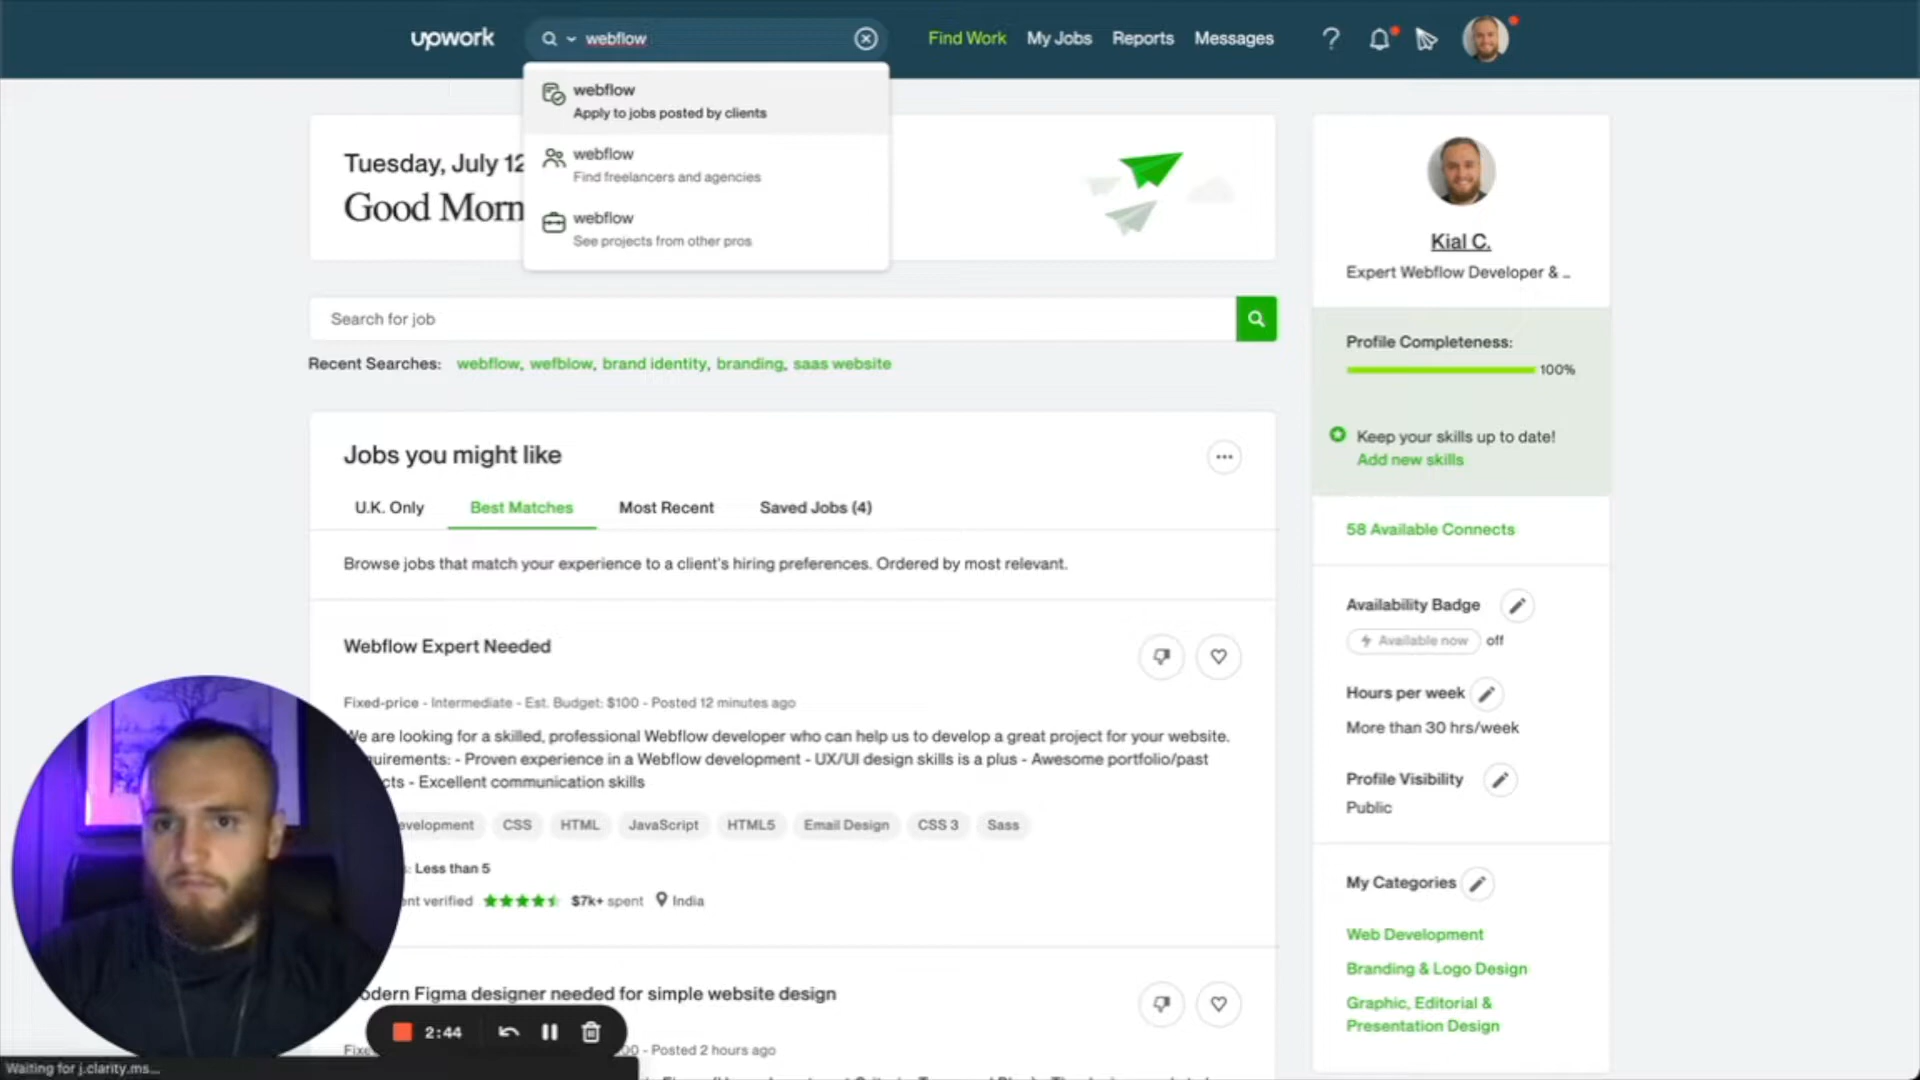 upwork
webflow
Find Work
My Jobs
Reports
Messages
webflow
Apply to jobs posted by clients
webflow
Find freelancers and agencies
webflow
See projects from other pros
Tuesday, July 12
Good Morn
Search for job
Recent Searches: webflow, wefblow, brand identity, branding, saas website
Jobs you might like
U.K. Only
Best Matches
Most Recent
Saved Jobs (4)
Browse jobs that match your experience to a client's hiring preferences. Ordered by most relevant.
Webflow Expert Needed
Fixed-price - Intermediate - Est. Budget: $100 - Posted 12 minutes ago
We are looking for a skilled, professional Webflow developer who can help us to develop a great project for your website.
quirements: - Proven experience in a Webflow development - UX/UI design skills is a plus - Awesome portfolio/past
cts - Excellent communication skills
evelopment
CSS
HTML
JavaScript
HTML5
Email Design
CSS 3
Sass
: Less than 5
nt verified
$7k+ spent
India
odern Figma designer needed for simple website design
Fixe
00 - Posted 2 hours ago
2:44
Waiting for j.clarity.ms...
Kial C.
Expert Webflow Developer & ...
Profile Completeness:
100%
Keep your skills up to date!
Add new skills
58 Available Connects
Availability Badge
Available now off
Hours per week
More than 30 hrs/week
Profile Visibility
Public
My Categories
Web Development
Branding & Logo Design
Graphic, Editorial &
Presentation Design